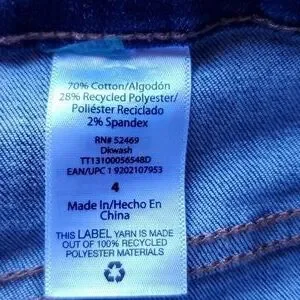 70% Cotton/Algodón
28% Recycled Polyester/
Poliéster Reciclado
2% Spandex
RN# 52469
Dkwash
TT13100056548D
EAN/UPC 1 9202107953
4
Made In/Hecho En
China
THIS LABEL YARN IS MADE
OUT OF 100% RECYCLED
POLYESTER MATERIALS